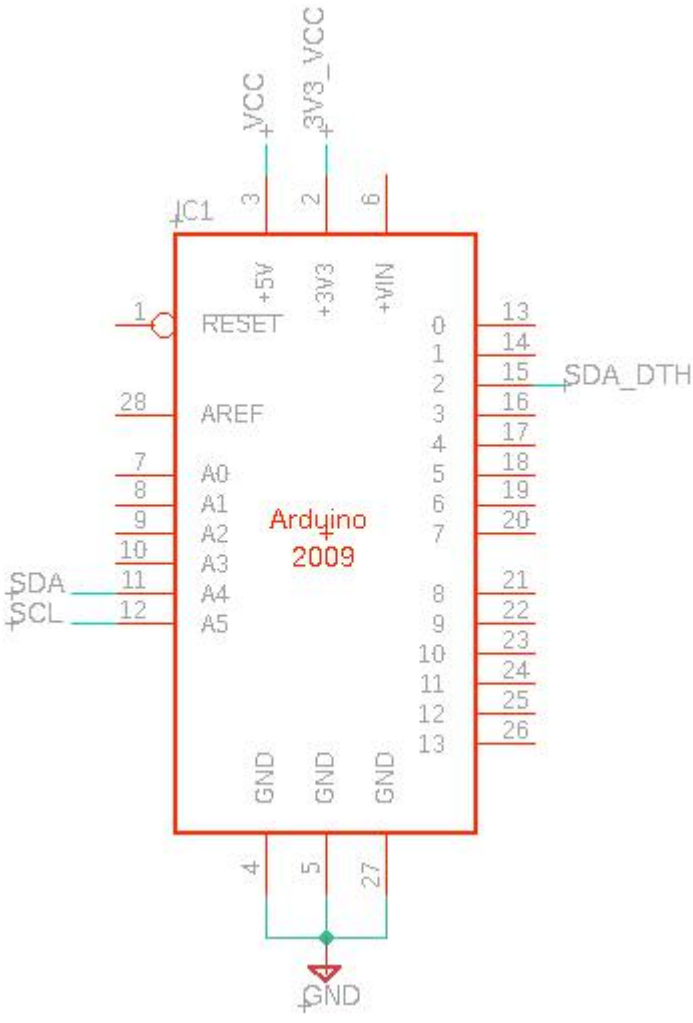 VCC
3V3_VCC
3
2
6
IC1
+5V
+3V3
+VIN
1
RESET
0
13
1
14
2
15
SDA_DTH
28
AREF
3
16
4
17
7
A0
5
18
8
A1
6
19
9
A2
7
20
Arduino
2009
10
A3
SDA
11
A4
8
21
SCL
12
A5
9
22
10
23
11
24
12
25
13
26
GND
GND
GND
4
5
27
GND